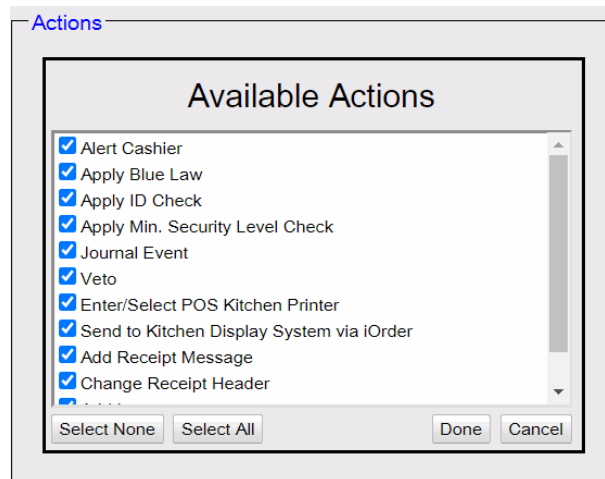 Actions
Available Actions
Alert Cashier
Apply Blue Law
Apply ID Check
Apply Min. Security Level Check
Journal Event
Veto
Enter/Select POS Kitchen Printer
Send to Kitchen Display System via iOrder
Add Receipt Message
Change Receipt Header
Select None Select All Done Cancel